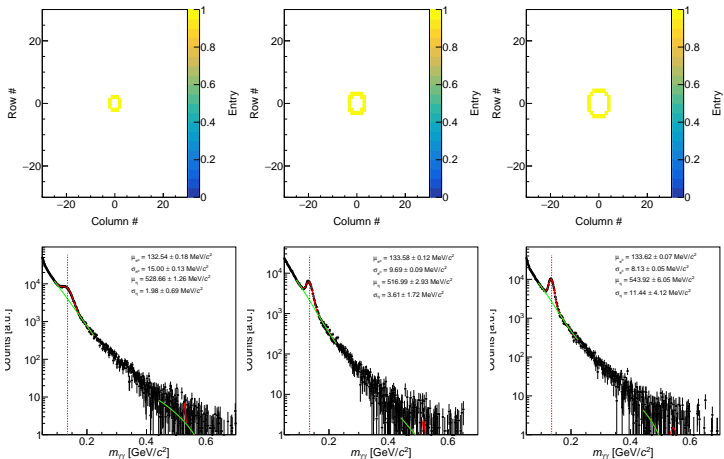 20
0
−20
Row #
−20 0 20
Column #
1
0.8
0.6
0.4
0.2
0
Entry
20
0
−20
Row #
−20 0 20
Column #
1
0.8
0.6
0.4
0.2
0
Entry
20
0
−20
Row #
−20 0 20
Column #
1
0.8
0.6
0.4
0.2
0
Entry
μπ⁰ = 132.54 ± 0.18 MeV/c²
σπ⁰ = 15.00 ± 0.13 MeV/c²
μη = 528.66 ± 1.26 MeV/c²
ση = 1.98 ± 0.69 MeV/c²
10⁴
10³
10²
10
1
Counts [a.u.]
0.2 0.4 0.6
mγγ [GeV/c²]
μπ⁰ = 133.58 ± 0.12 MeV/c²
σπ⁰ = 9.69 ± 0.09 MeV/c²
μη = 516.99 ± 2.93 MeV/c²
ση = 3.61 ± 1.72 MeV/c²
10⁴
10³
10²
10
1
Counts [a.u.]
0.2 0.4 0.6
mγγ [GeV/c²]
μπ⁰ = 133.62 ± 0.07 MeV/c²
σπ⁰ = 8.13 ± 0.05 MeV/c²
μη = 543.92 ± 6.05 MeV/c²
ση = 11.44 ± 4.12 MeV/c²
10⁴
10³
10²
10
1
Counts [a.u.]
0.2 0.4 0.6
mγγ [GeV/c²]